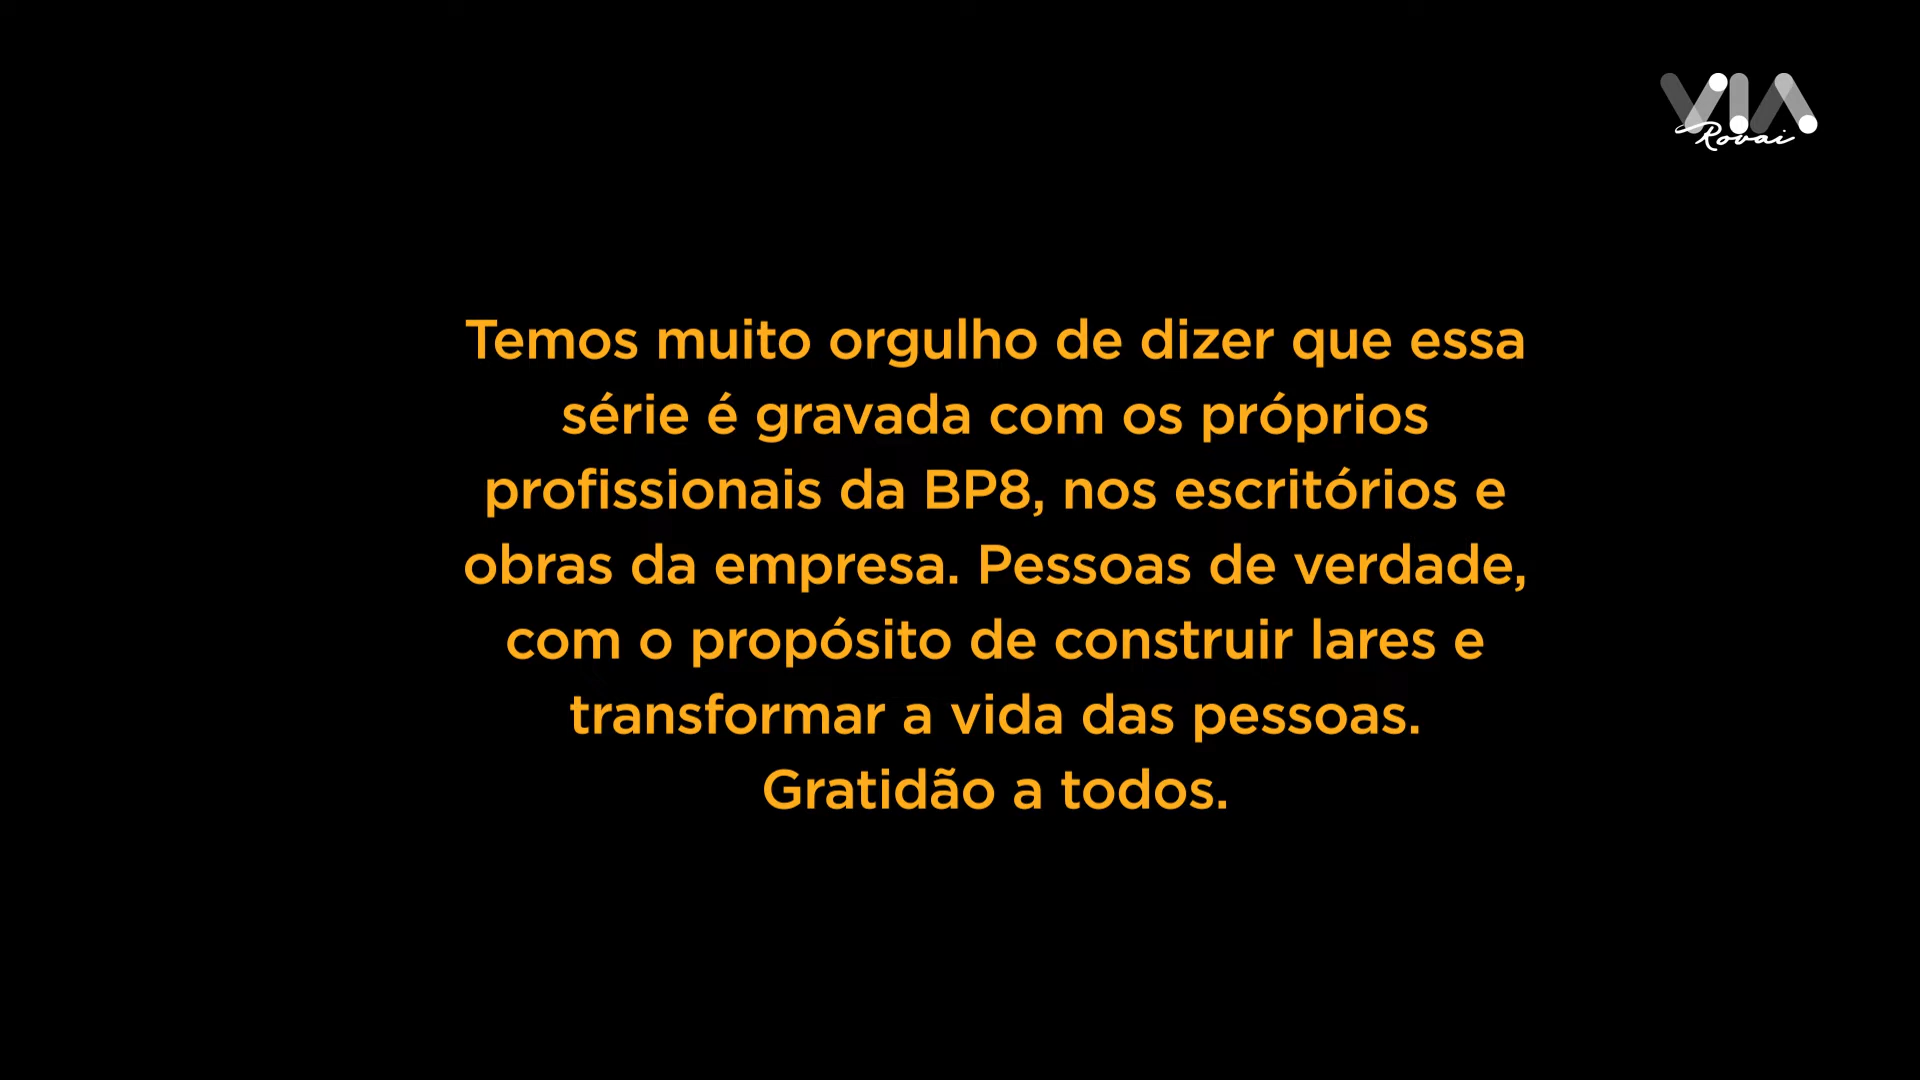 VIA
Rovai
Temos muito orgulho de dizer que essa
série é gravada com os próprios
profissionais da BP8, nos escritórios e
obras da empresa. Pessoas de verdade,
com o propósito de construir lares e
transformar a vida das pessoas.
Gratidão a todos.